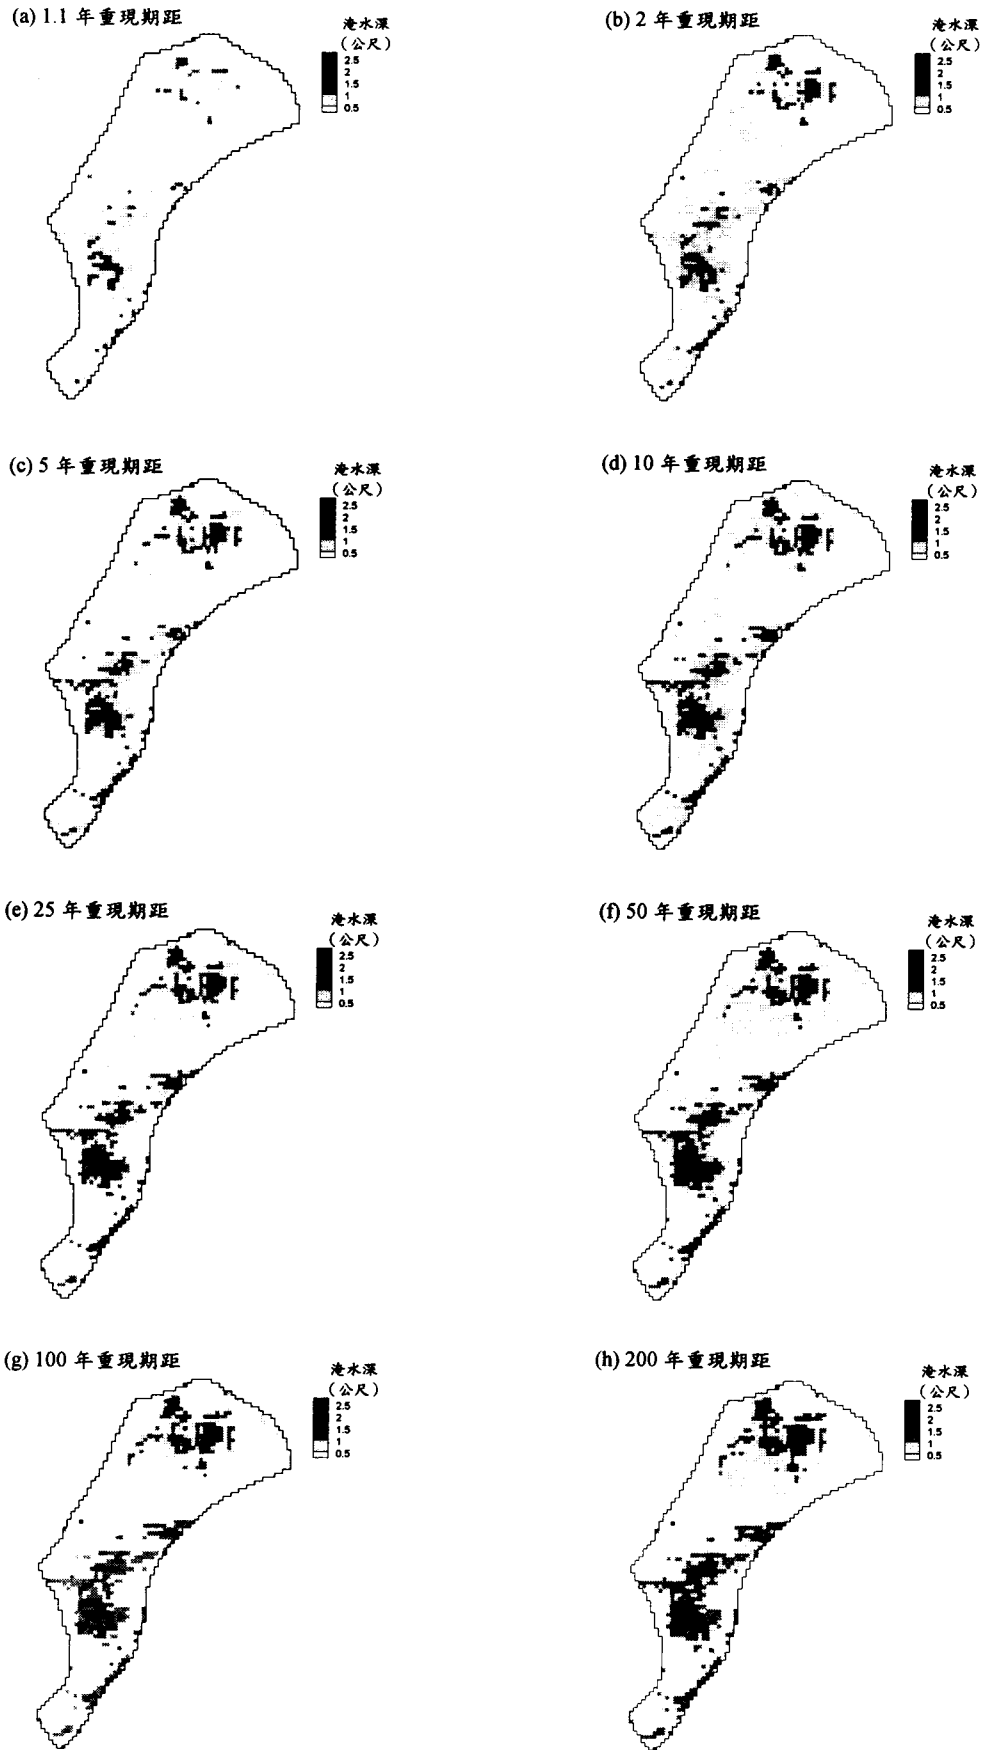 (a) 1.1 年重現期距
淹水深
(公尺)
2.5
2
1.5
1
0.5
(b) 2 年重現期距
淹水深
(公尺)
2.5
2
1.5
1
0.5
(c) 5 年重現期距
淹水深
(公尺)
2.5
2
1.5
1
0.5
(d) 10 年重現期距
淹水深
(公尺)
2.5
2
1.5
1
0.5
(e) 25 年重現期距
淹水深
(公尺)
2.5
2
1.5
1
0.5
(f) 50 年重現期距
淹水深
(公尺)
2.5
2
1.5
1
0.5
(g) 100 年重現期距
淹水深
(公尺)
2.5
2
1.5
1
0.5
(h) 200 年重現期距
淹水深
(公尺)
2.5
2
1.5
1
0.5